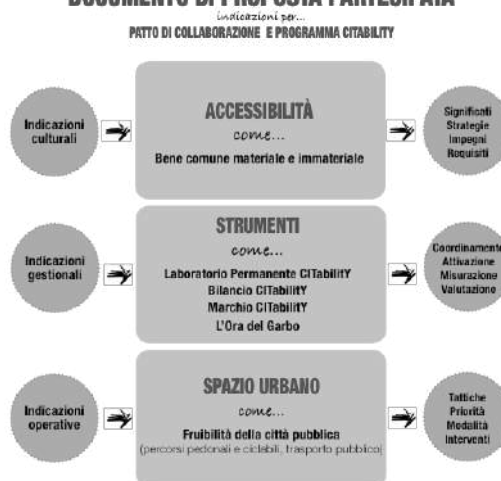 DOCUMENTO DI PROPOSTA PARTECIPATA
indicazioni per...
PATTO DI COLLABORAZIONE E PROGRAMMA CITABILITY
Indicazioni
culturali
ACCESSIBILITÀ
come...
Bene comune materiale e immateriale
Significati
Strategie
Impegni
Requisiti
Indicazioni
gestionali
STRUMENTI
come...
Laboratorio Permanente CITabilitY
Bilancio CITabilitY
Marchio CITabilitY
L'Ora del Garbo
Coordinamento
Attivazione
Misurazione
Valutazione
Indicazioni
operative
SPAZIO URBANO
come...
Fruibilità della città pubblica
(percorsi pedonali e ciclabili, trasporto pubblico)
Tattiche
Priorità
Modalità
Interventi